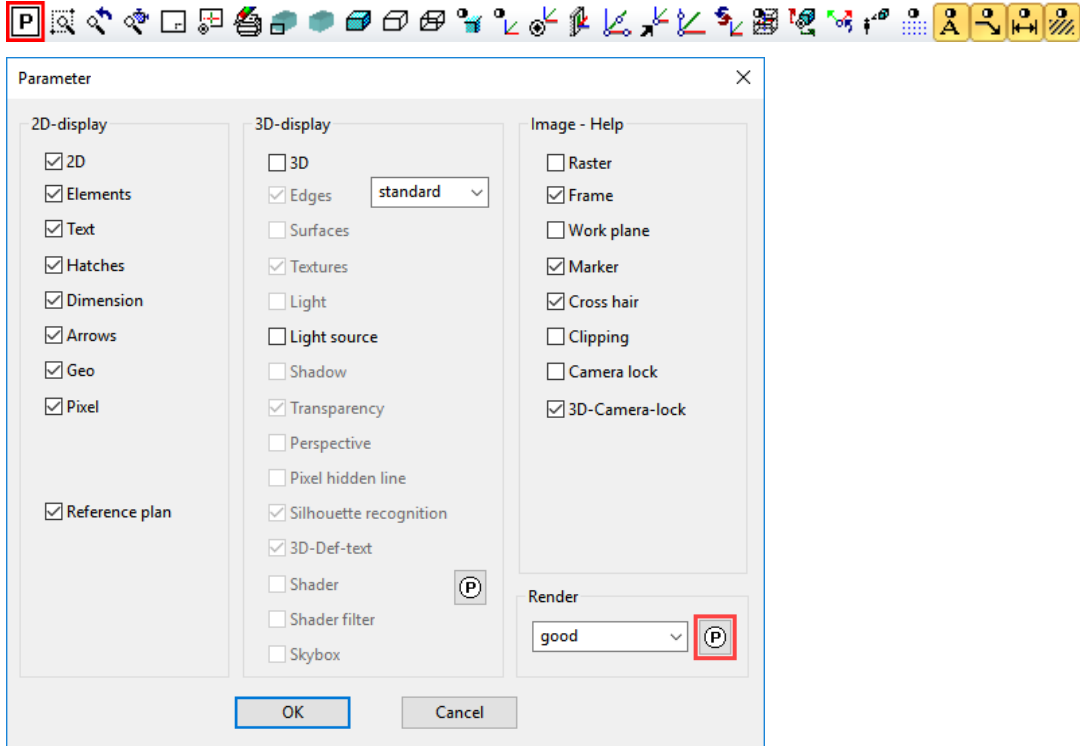 P
A
Parameter
2D-display
2D
Elements
Text
Hatches
Dimension
Arrows
Geo
Pixel
Reference plan
3D-display
3D
Edges standard
Surfaces
Textures
Light
Light source
Shadow
Transparency
Perspective
Pixel hidden line
Silhouette recognition
3D-Def-text
Shader P
Shader filter
Skybox
Image - Help
Raster
Frame
Work plane
Marker
Cross hair
Clipping
Camera lock
3D-Camera-lock
Render
good P
OK Cancel